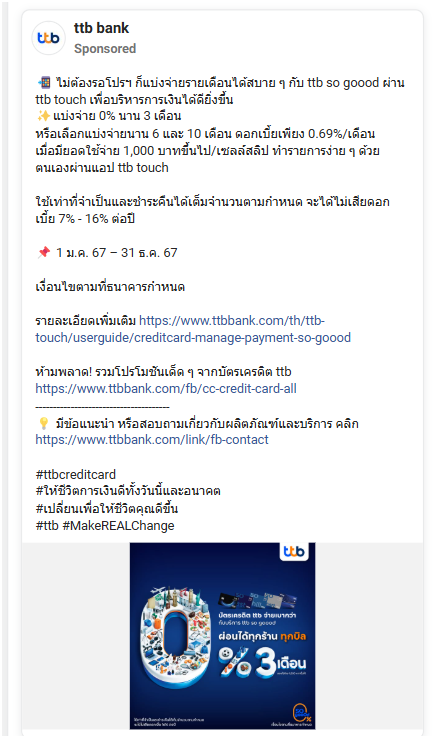 ttb bank
Sponsored
ttb
📲 ไม่ต้องรอโปรฯ ก็แบ่งจ่ายรายเดือนได้สบาย ๆ กับ ttb so goood ผ่าน
ttb touch เพื่อบริหารการเงินได้ดียิ่งขึ้น
✨ แบ่งจ่าย 0% นาน 3 เดือน
หรือเลือกแบ่งจ่ายนาน 6 และ 10 เดือน ดอกเบี้ยเพียง 0.69%/เดือน
เมื่อมียอดใช้จ่าย 1,000 บาทขึ้นไป/เซลล์สลิป ทำรายการง่าย ๆ ด้วย
ตนเองผ่านแอป ttb touch
ใช้เท่าที่จำเป็นและชำระคืนได้เต็มจำนวนตามกำหนด จะได้ไม่เสียดอก
เบี้ย 7% - 16% ต่อปี
📌 1 ม.ค. 67 – 31 ธ.ค. 67
เงื่อนไขตามที่ธนาคารกำหนด
รายละเอียดเพิ่มเติม https://www.ttbbank.com/th/ttb-
touch/userguide/creditcard-manage-payment-so-goood
ห้ามพลาด! รวมโปรโมชันเด็ด ๆ จากบัตรเครดิต ttb
https://www.ttbbank.com/fb/cc-credit-card-all
--------------------------------------
💡 มีข้อแนะนำ หรือสอบถามเกี่ยวกับผลิตภัณฑ์และบริการ คลิก
https://www.ttbbank.com/link/fb-contact
#ttbcreditcard
#ให้ชีวิตการเงินดีทั้งวันนี้และอนาคต
#เปลี่ยนเพื่อให้ชีวิตคุณดีขึ้น
#ttb #MakeREALChange
ttb
บัตรเครดิต ttb จ่ายเบากว่า
กับบริการ ttb so goood
ผ่อนได้ทุกร้าน ทุกบิล
0% 3 เดือน